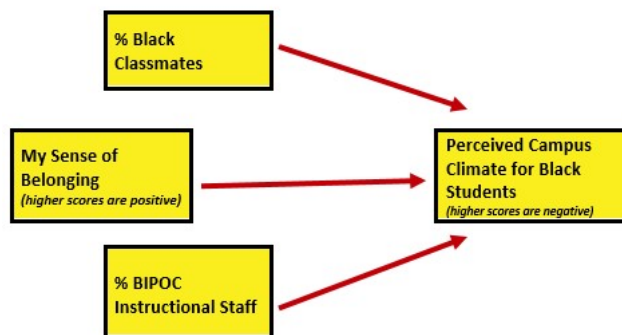 % Black
Classmates
My Sense of
Belonging
(higher scores are positive)
% BIPOC
Instructional Staff
Perceived Campus
Climate for Black
Students
(higher scores are negative)